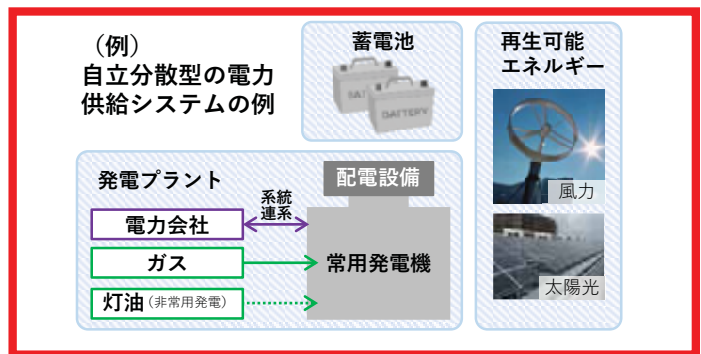 （例）
自立分散型の電力
供給システムの例
蓄電池
BATTERY
再生可能
エネルギー
風力
太陽光
発電プラント
配電設備
系統
連系
電力会社
ガス
灯油（非常用発電）
常用発電機